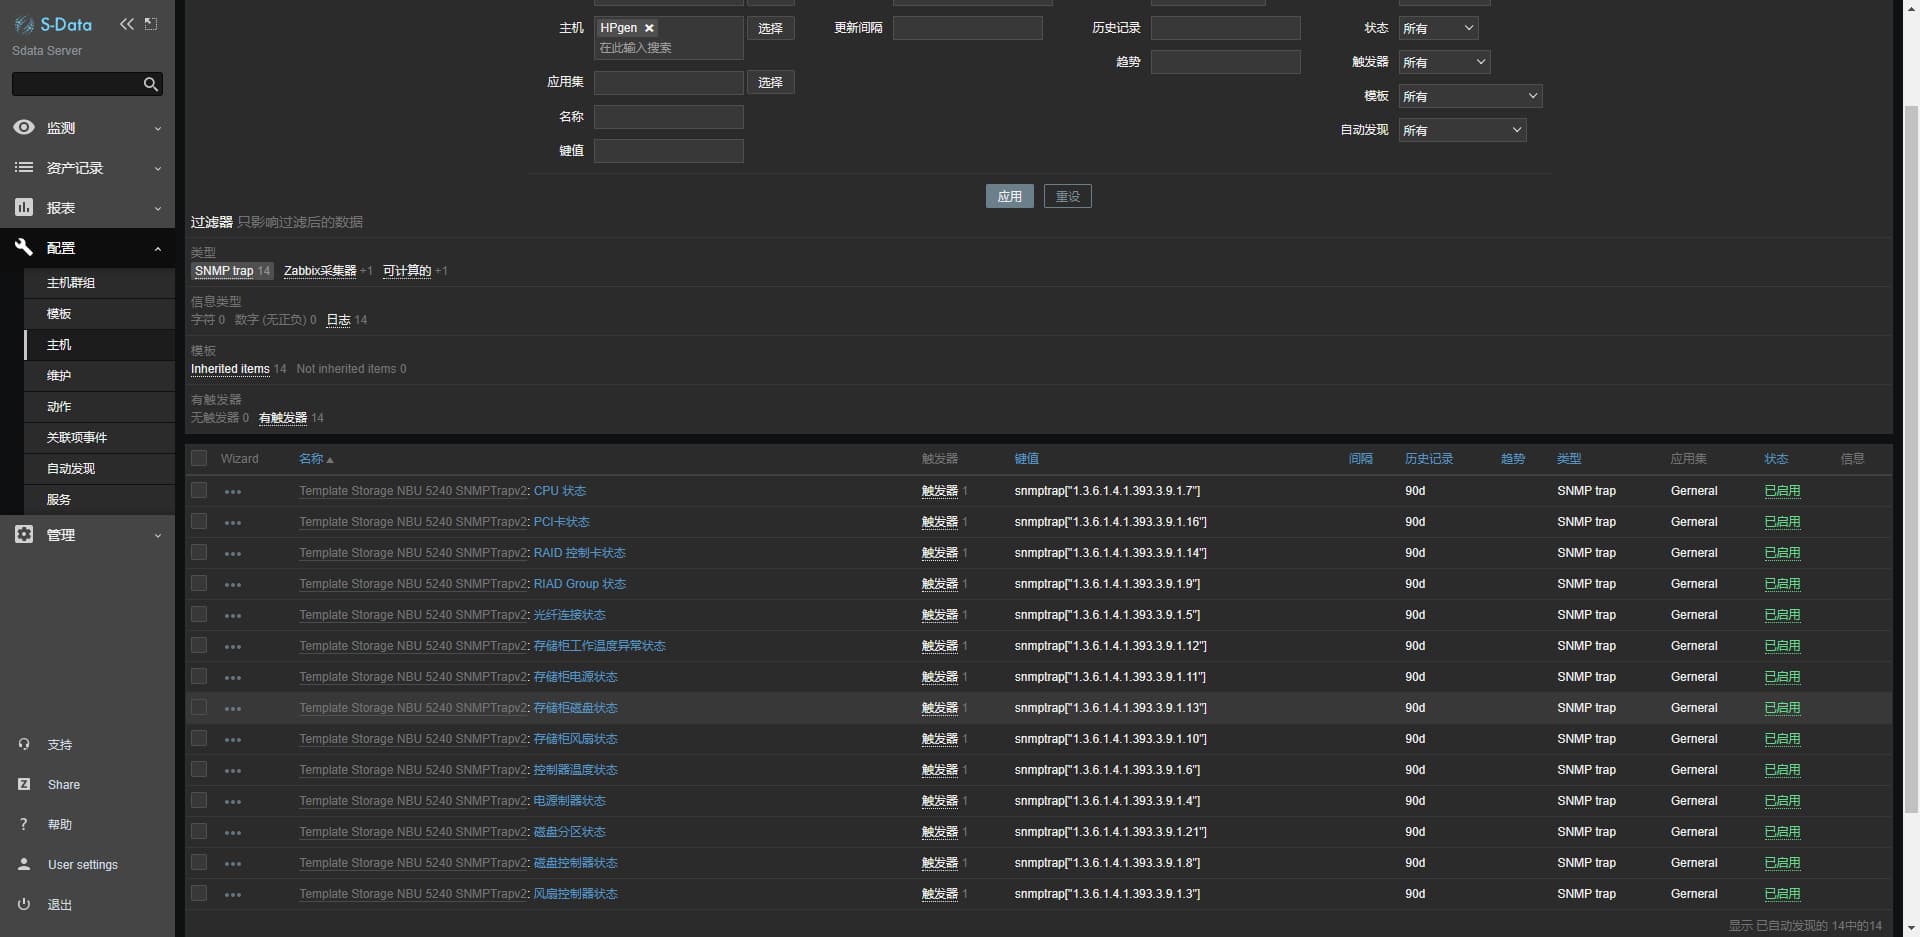 S-Data
Sdata Server
监测
资产记录
报表
配置
主机群组
模板
主机
维护
动作
关联项事件
自动发现
服务
管理
支持
Share
帮助
User settings
退出
主机 HPgen 选择 更新间隔 历史记录 状态 所有
在此输入搜索
趋势 触发器 所有
应用集 选择
模板 所有
名称
自动发现 所有
键值
应用 重设
过滤器 只影响过滤后的数据
类型
SNMP trap 14 Zabbix采集器 +1 可计算的 +1
信息类型
字符 0 数字 (无正负) 0 日志 14
模板
Inherited items 14 Not inherited items 0
有触发器
无触发器 0 有触发器 14
Wizard 名称 触发器 键值 间隔 历史记录 趋势 类型 应用集 状态 信息
Template Storage NBU 5240 SNMPTrapv2: CPU 状态 触发器 1 snmptrap["1.3.6.1.4.1.393.3.9.1.7"] 90d SNMP trap Gerneral 已启用
Template Storage NBU 5240 SNMPTrapv2: PCI卡状态 触发器 1 snmptrap["1.3.6.1.4.1.393.3.9.1.16"] 90d SNMP trap Gerneral 已启用
Template Storage NBU 5240 SNMPTrapv2: RAID 控制卡状态 触发器 1 snmptrap["1.3.6.1.4.1.393.3.9.1.14"] 90d SNMP trap Gerneral 已启用
Template Storage NBU 5240 SNMPTrapv2: RIAD Group 状态 触发器 1 snmptrap["1.3.6.1.4.1.393.3.9.1.9"] 90d SNMP trap Gerneral 已启用
Template Storage NBU 5240 SNMPTrapv2: 光纤连接状态 触发器 1 snmptrap["1.3.6.1.4.1.393.3.9.1.5"] 90d SNMP trap Gerneral 已启用
Template Storage NBU 5240 SNMPTrapv2: 存储柜工作温度异常状态 触发器 1 snmptrap["1.3.6.1.4.1.393.3.9.1.12"] 90d SNMP trap Gerneral 已启用
Template Storage NBU 5240 SNMPTrapv2: 存储柜电源状态 触发器 1 snmptrap["1.3.6.1.4.1.393.3.9.1.11"] 90d SNMP trap Gerneral 已启用
Template Storage NBU 5240 SNMPTrapv2: 存储柜磁盘状态 触发器 1 snmptrap["1.3.6.1.4.1.393.3.9.1.13"] 90d SNMP trap Gerneral 已启用
Template Storage NBU 5240 SNMPTrapv2: 存储柜风扇状态 触发器 1 snmptrap["1.3.6.1.4.1.393.3.9.1.10"] 90d SNMP trap Gerneral 已启用
Template Storage NBU 5240 SNMPTrapv2: 控制器温度状态 触发器 1 snmptrap["1.3.6.1.4.1.393.3.9.1.6"] 90d SNMP trap Gerneral 已启用
Template Storage NBU 5240 SNMPTrapv2: 电源制器状态 触发器 1 snmptrap["1.3.6.1.4.1.393.3.9.1.4"] 90d SNMP trap Gerneral 已启用
Template Storage NBU 5240 SNMPTrapv2: 磁盘分区状态 触发器 1 snmptrap["1.3.6.1.4.1.393.3.9.1.21"] 90d SNMP trap Gerneral 已启用
Template Storage NBU 5240 SNMPTrapv2: 磁盘控制器状态 触发器 1 snmptrap["1.3.6.1.4.1.393.3.9.1.8"] 90d SNMP trap Gerneral 已启用
Template Storage NBU 5240 SNMPTrapv2: 风扇控制器状态 触发器 1 snmptrap["1.3.6.1.4.1.393.3.9.1.3"] 90d SNMP trap Gerneral 已启用
显示 已自动发现的 14中的14